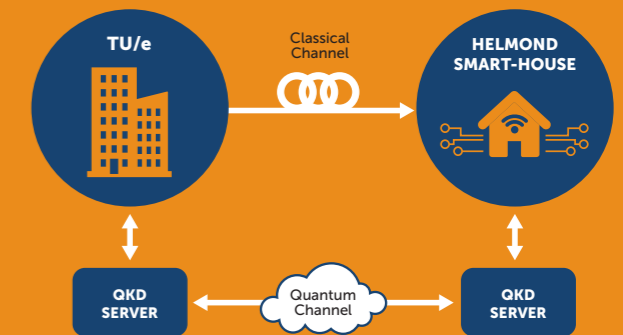 TU/e
Classical
Channel
HELMOND
SMART-HOUSE
QKD
SERVER
Quantum
Channel
QKD
SERVER